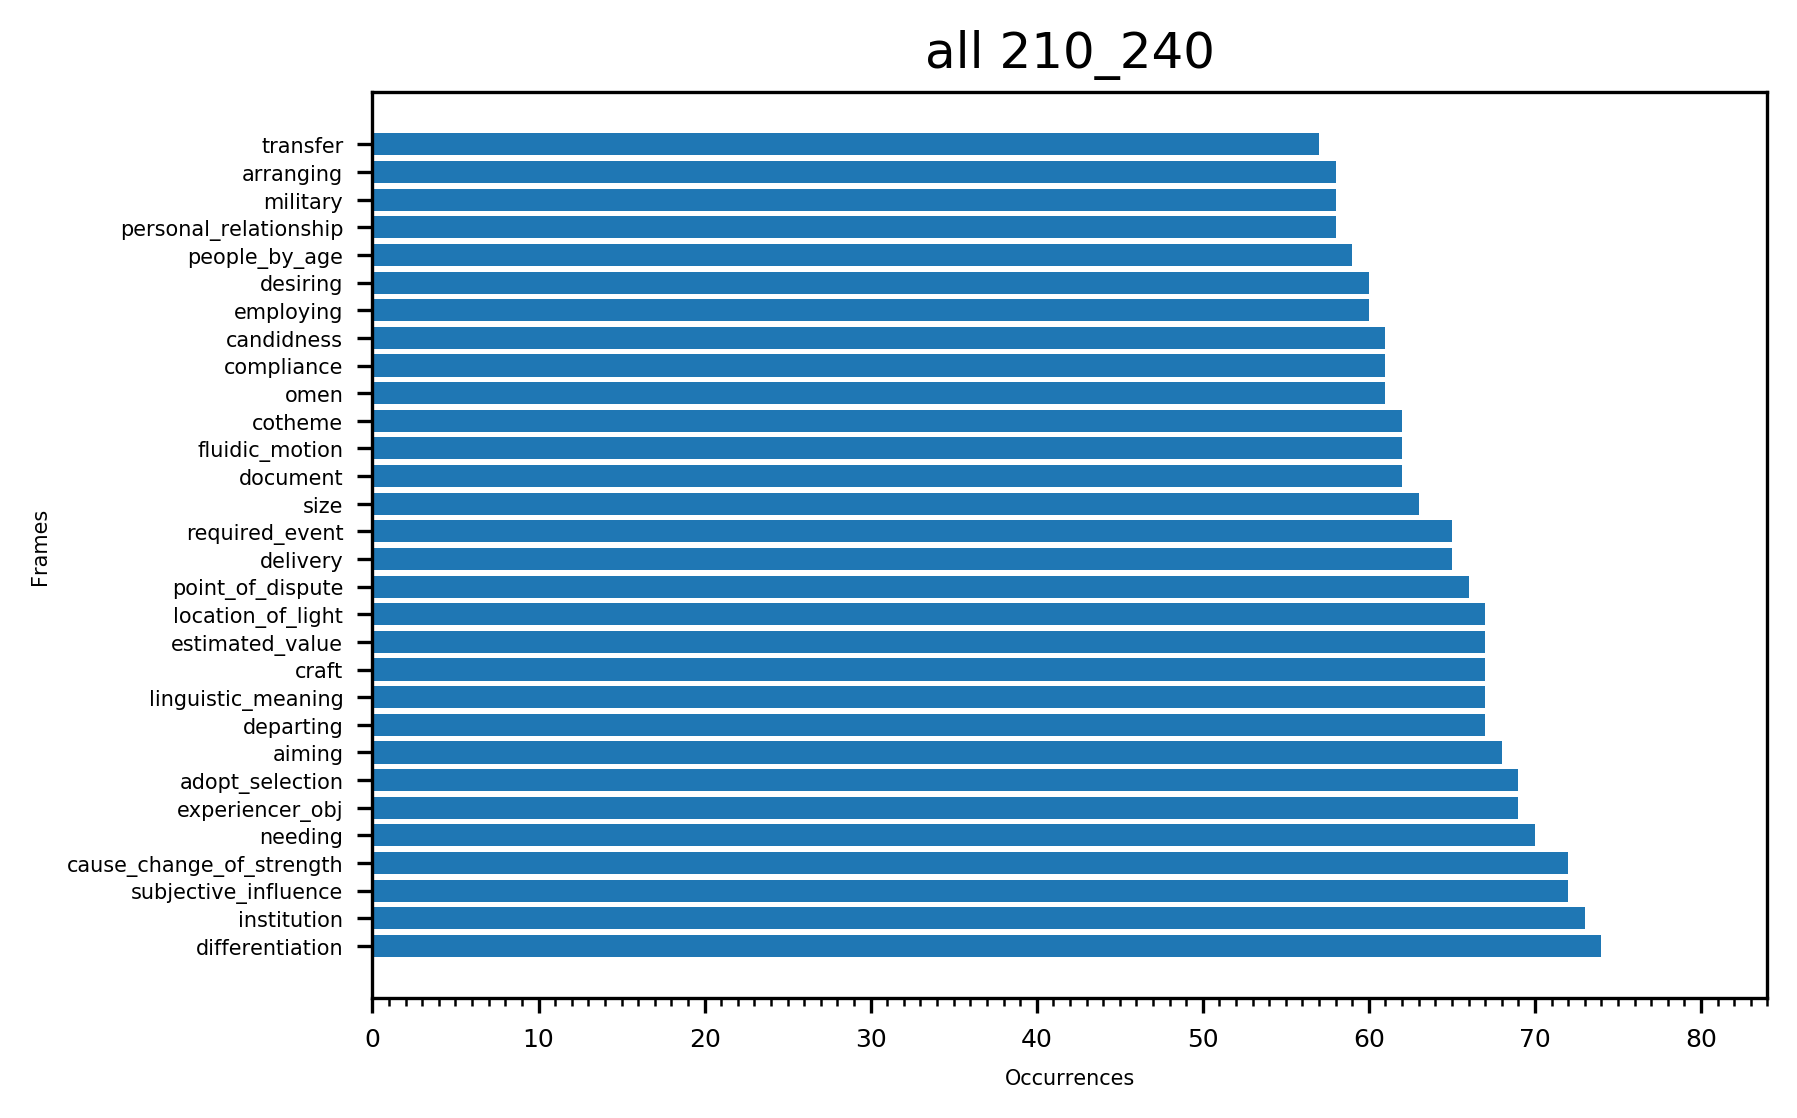 all 210_240
transfer
arranging
military
personal_relationship
people_by_age
desiring
employing
candidness
compliance
omen
cotheme
fluidic_motion
document
size
required_event
delivery
point_of_dispute
location_of_light
estimated_value
craft
linguistic_meaning
departing
aiming
adopt_selection
experiencer_obj
needing
cause_change_of_strength
subjective_influence
institution
differentiation
Frames
0 10 20 30 40 50 60 70 80
Occurrences